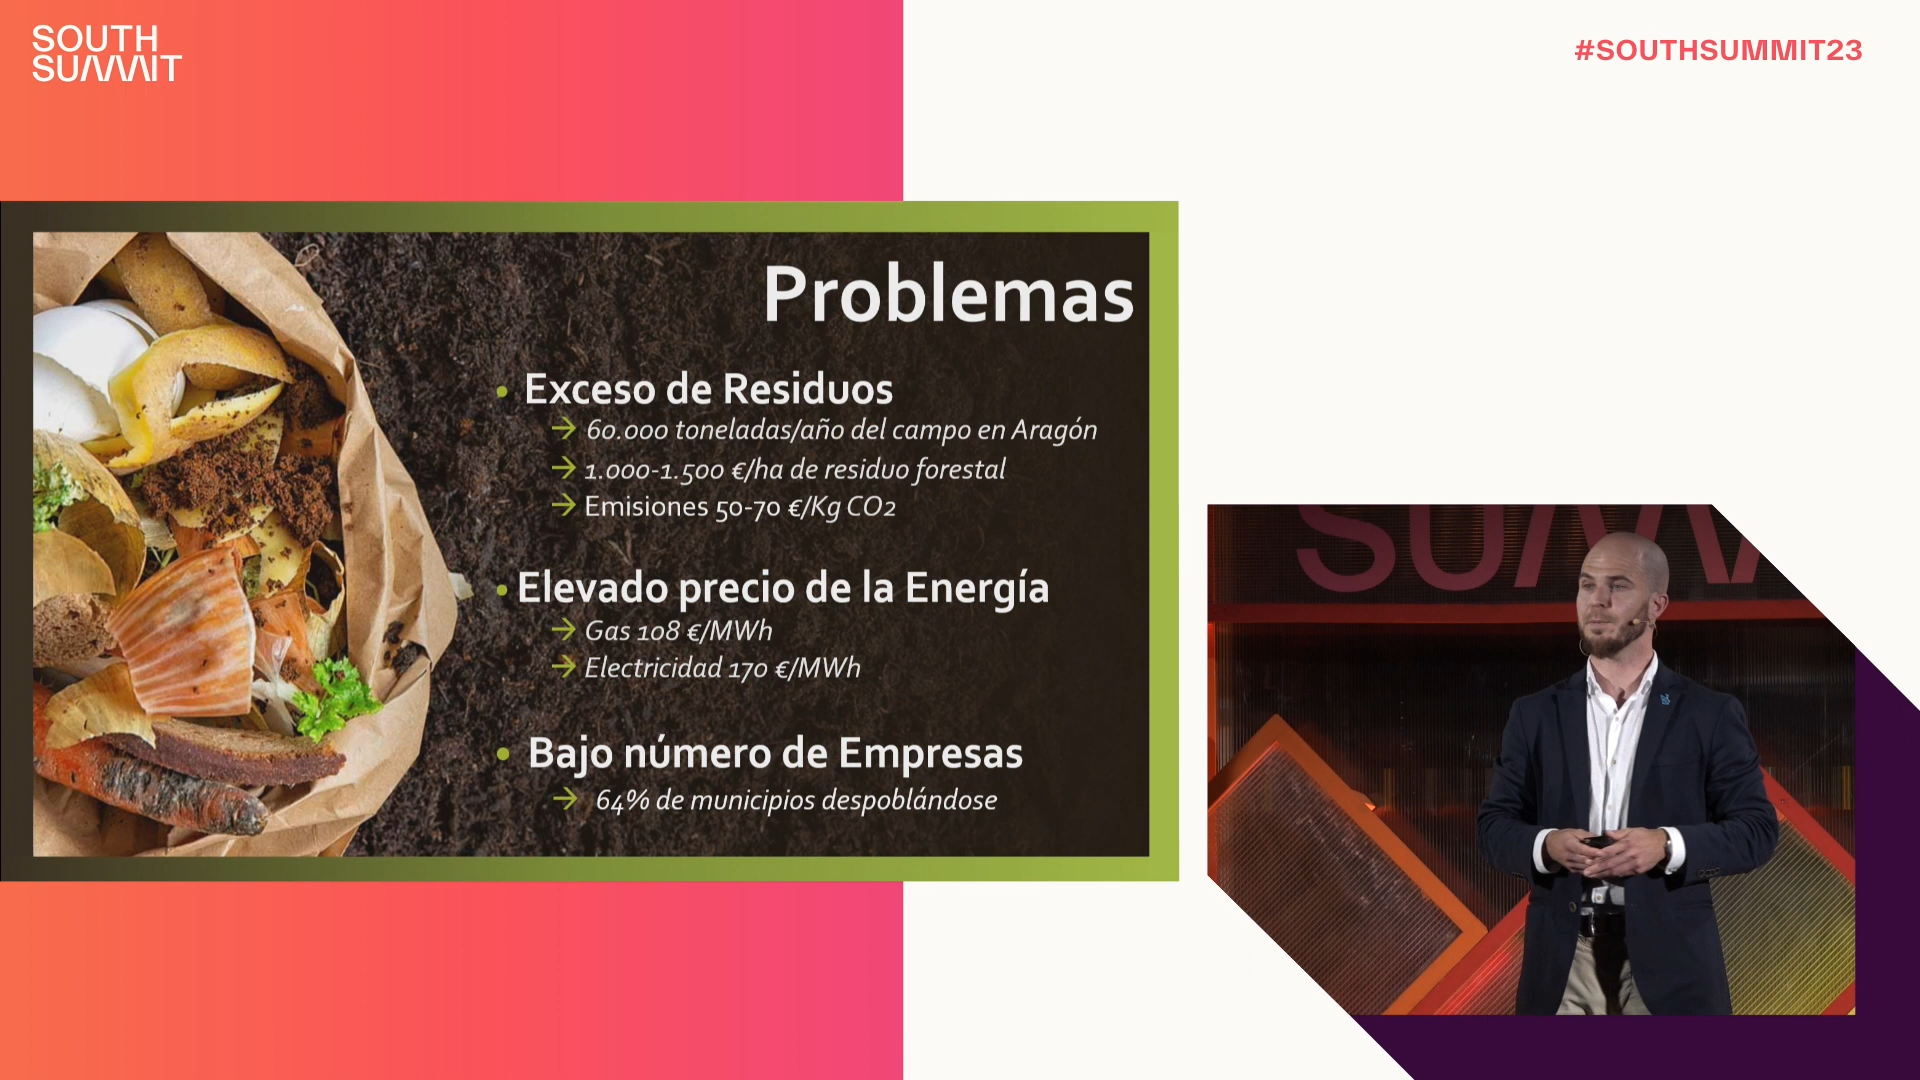 SOUTH
SUMMIT
#SOUTHSUMMIT23
Problemas
• Exceso de Residuos
→ 60.000 toneladas/año del campo en Aragón
→ 1.000-1.500 €/ha de residuo forestal
→ Emisiones 50-70 €/Kg CO2
• Elevado precio de la Energía
→ Gas 108 €/MWh
→ Electricidad 170 €/MWh
• Bajo número de Empresas
→ 64% de municipios despoblándose
SUMM